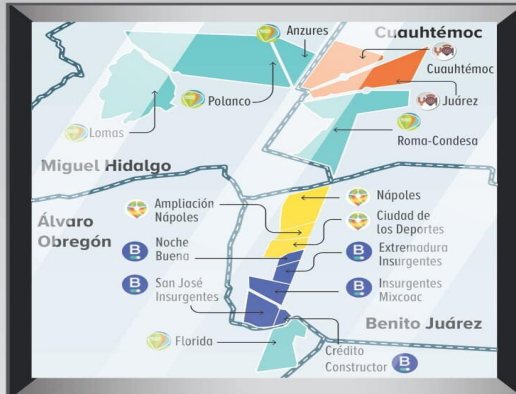 Anzures
Cuauhtémoc
Cuauhtémoc
Polanco
Juárez
Lomas
Roma-Condesa
Miguel Hidalgo
Ampliación
Nápoles
Nápoles
Álvaro
Obregón
Ciudad de
los Deportes
Noche
Buena
B
Extremadura
Insurgentes
B
San José
Insurgentes
B
Insurgentes
Mixcoac
B
Benito Juárez
Florida
Crédito
Constructor
B